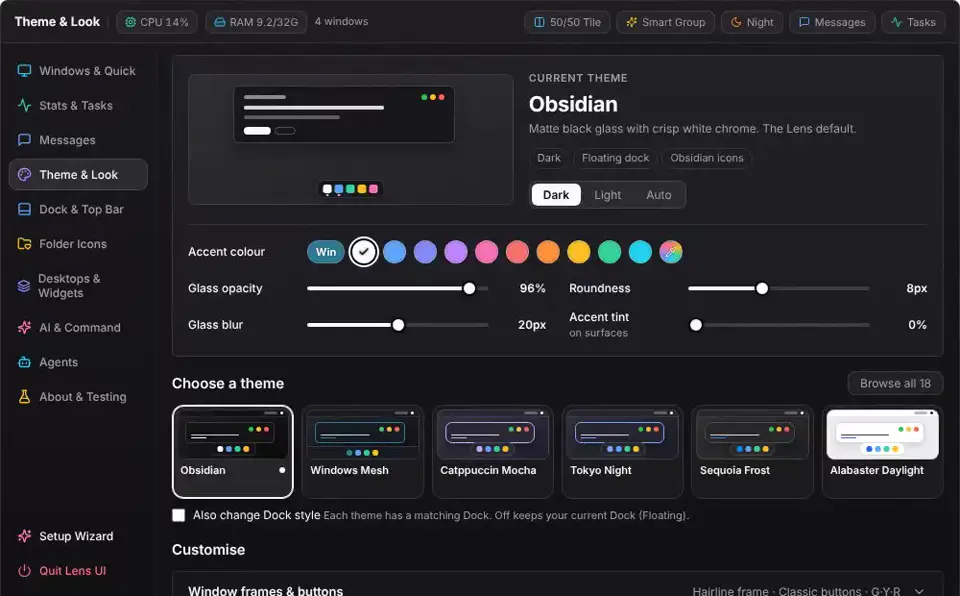 Theme & Look
CPU 14%
RAM 9.2/32G
4 windows
50/50 Tile
Smart Group
Night
Messages
Tasks
Windows & Quick
Stats & Tasks
Messages
Theme & Look
Dock & Top Bar
Folder Icons
Desktops &
Widgets
AI & Command
Agents
About & Testing
Setup Wizard
Quit Lens UI
CURRENT THEME
Obsidian
Matte black glass with crisp white chrome. The Lens default.
Dark
Floating dock
Obsidian icons
Dark
Light
Auto
Accent colour
Win
Glass opacity
96%
Roundness
8px
Glass blur
20px
Accent tint
on surfaces
0%
Choose a theme
Browse all 18
Obsidian
Windows Mesh
Catppuccin Mocha
Tokyo Night
Sequoia Frost
Alabaster Daylight
Also change Dock style Each theme has a matching Dock. Off keeps your current Dock (Floating).
Customise
Window frames & buttons
Hairline frame · Classic buttons · G·Y·R